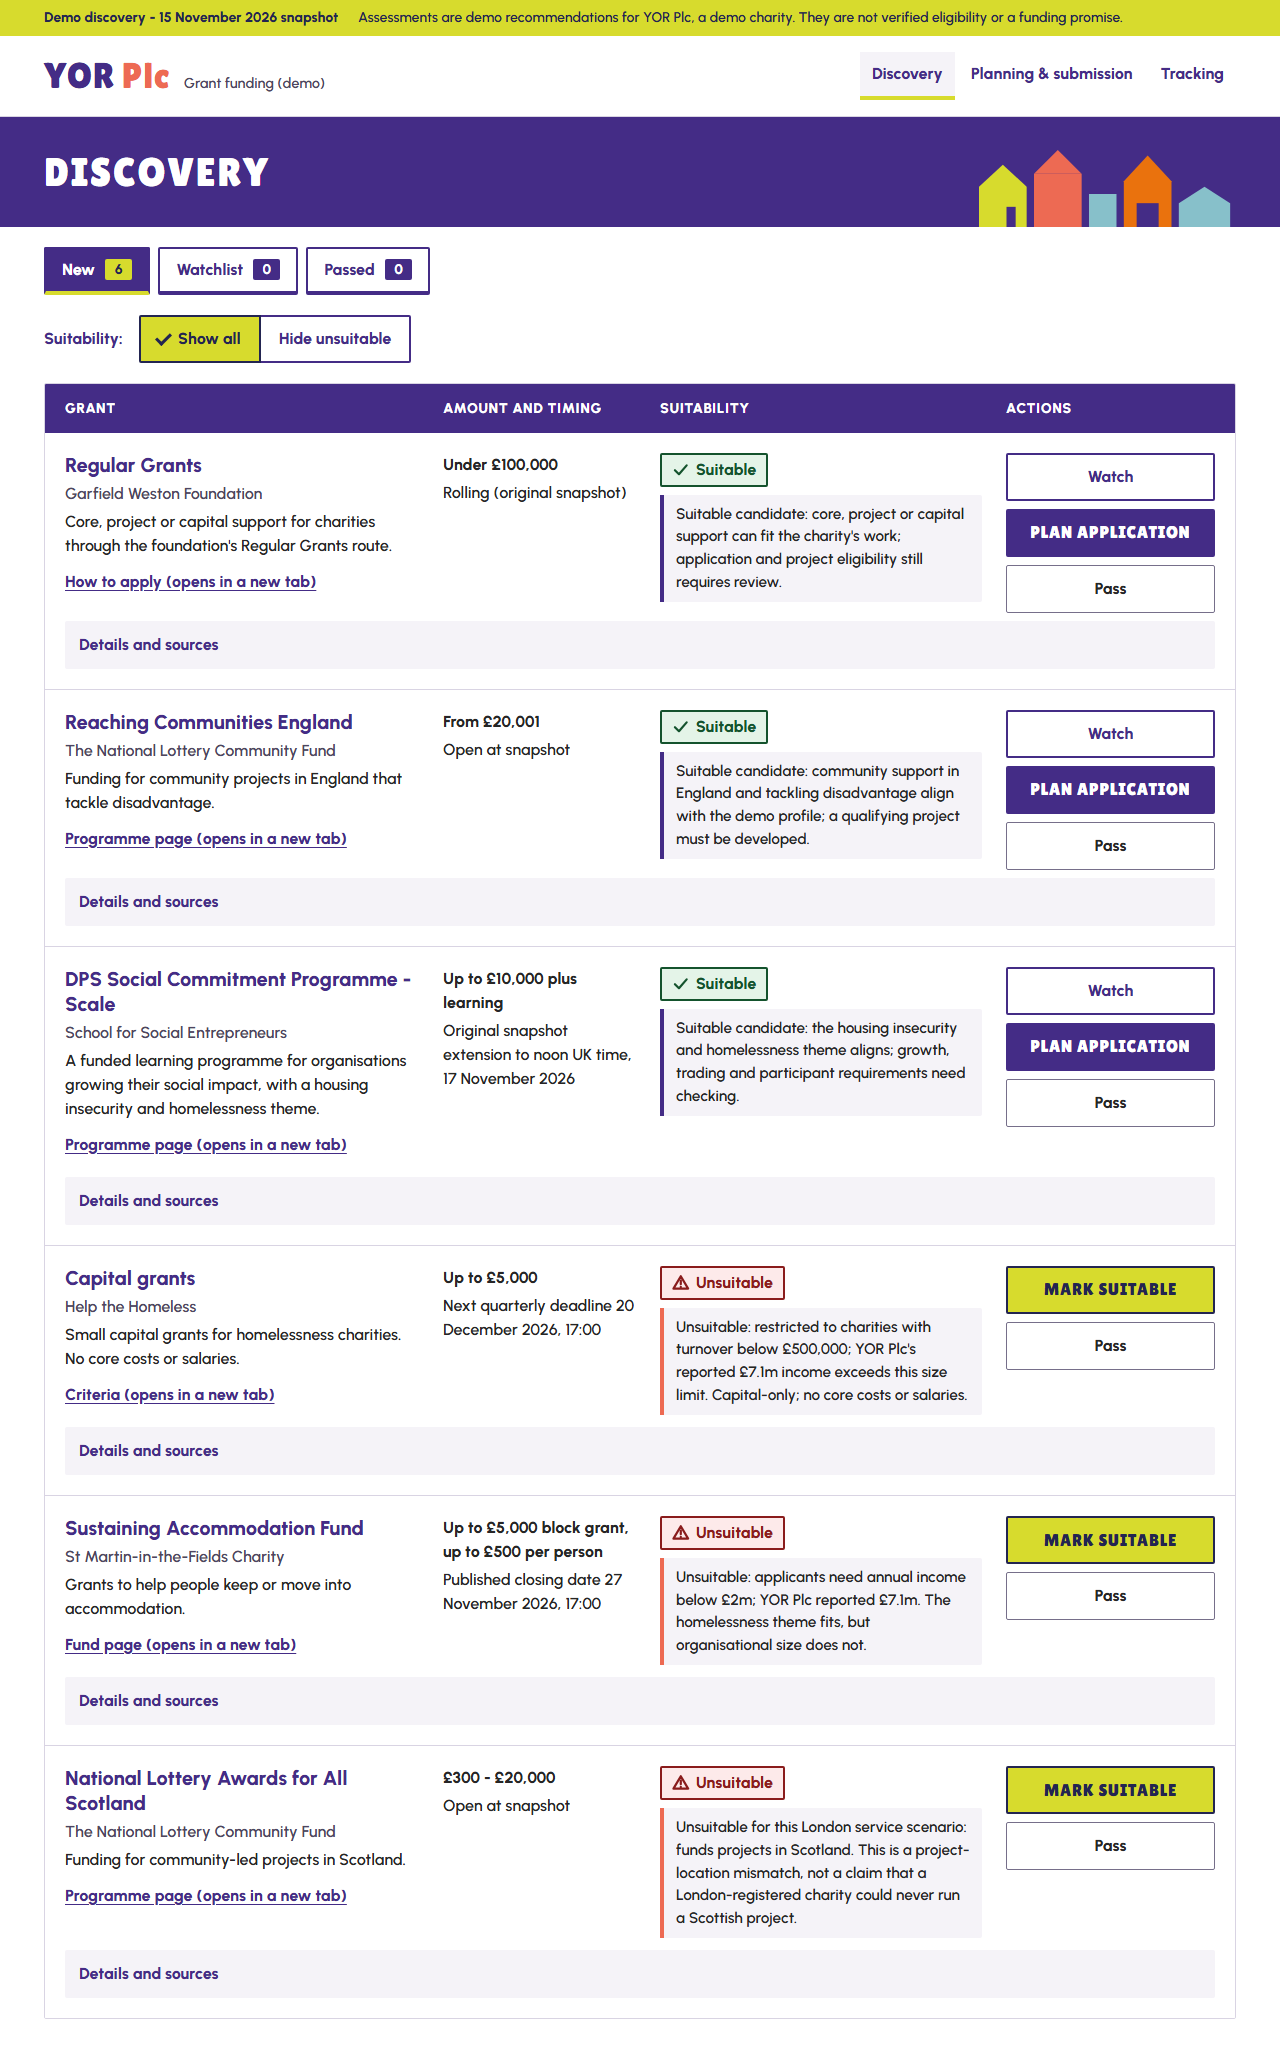 Demo discovery - 15 November 2026 snapshot Assessments are demo recommendations for YOR Plc, a demo charity. They are not verified eligibility or a funding promise.
YOR Plc Grant funding (demo)
Discovery Planning & submission Tracking
DISCOVERY
New 6 Watchlist 0 Passed 0
Suitability: Show all Hide unsuitable
GRANT AMOUNT AND TIMING SUITABILITY ACTIONS
Regular Grants
Garfield Weston Foundation
Core, project or capital support for charities
through the foundation's Regular Grants route.
How to apply (opens in a new tab)
Under £100,000
Rolling (original snapshot)
Suitable
Suitable candidate: core, project or capital
support can fit the charity's work;
application and project eligibility still
requires review.
Watch
PLAN APPLICATION
Pass
Details and sources
Reaching Communities England
The National Lottery Community Fund
Funding for community projects in England that
tackle disadvantage.
Programme page (opens in a new tab)
From £20,001
Open at snapshot
Suitable
Suitable candidate: community support in
England and tackling disadvantage align
with the demo profile; a qualifying project
must be developed.
Watch
PLAN APPLICATION
Pass
Details and sources
DPS Social Commitment Programme -
Scale
School for Social Entrepreneurs
A funded learning programme for organisations
growing their social impact, with a housing
insecurity and homelessness theme.
Programme page (opens in a new tab)
Up to £10,000 plus
learning
Original snapshot
extension to noon UK time,
17 November 2026
Suitable
Suitable candidate: the housing insecurity
and homelessness theme aligns; growth,
trading and participant requirements need
checking.
Watch
PLAN APPLICATION
Pass
Details and sources
Capital grants
Help the Homeless
Small capital grants for homelessness charities.
No core costs or salaries.
Criteria (opens in a new tab)
Up to £5,000
Next quarterly deadline 20
December 2026, 17:00
Unsuitable
Unsuitable: restricted to charities with
turnover below £500,000; YOR Plc's
reported £7.1m income exceeds this size
limit. Capital-only; no core costs or salaries.
MARK SUITABLE
Pass
Details and sources
Sustaining Accommodation Fund
St Martin-in-the-Fields Charity
Grants to help people keep or move into
accommodation.
Fund page (opens in a new tab)
Up to £5,000 block grant,
up to £500 per person
Published closing date 27
November 2026, 17:00
Unsuitable
Unsuitable: applicants need annual income
below £2m; YOR Plc reported £7.1m. The
homelessness theme fits, but
organisational size does not.
MARK SUITABLE
Pass
Details and sources
National Lottery Awards for All
Scotland
The National Lottery Community Fund
Funding for community-led projects in Scotland.
Programme page (opens in a new tab)
£300 - £20,000
Open at snapshot
Unsuitable
Unsuitable for this London service scenario:
funds projects in Scotland. This is a project-
location mismatch, not a claim that a
London-registered charity could never run
a Scottish project.
MARK SUITABLE
Pass
Details and sources